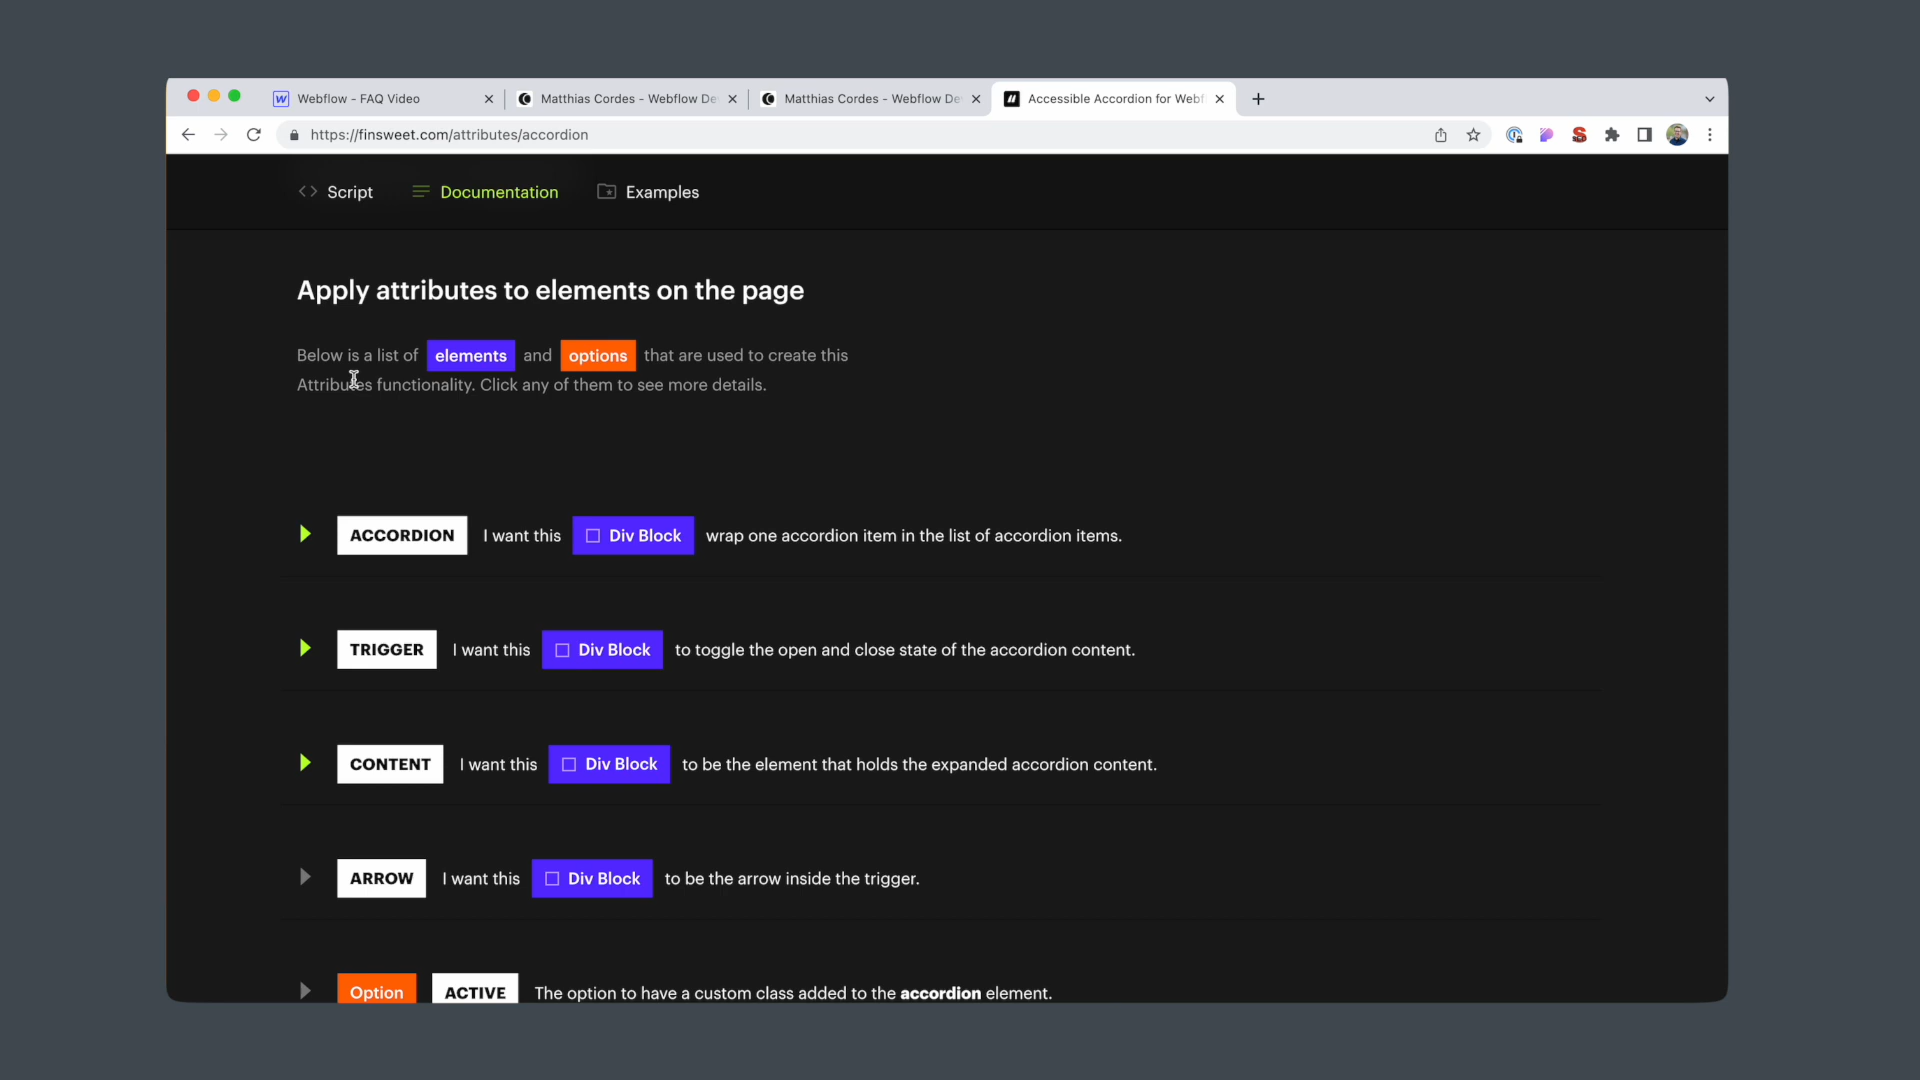 Webflow - FAQ Video
Matthias Cordes - Webflow De
Matthias Cordes - Webflow De
Accessible Accordion for Webf
https://finsweet.com/attributes/accordion
Script
Documentation
Examples
Apply attributes to elements on the page
Below is a list of elements and options that are used to create this
Attributes functionality. Click any of them to see more details.
ACCORDION I want this Div Block wrap one accordion item in the list of accordion items.
TRIGGER I want this Div Block to toggle the open and close state of the accordion content.
CONTENT I want this Div Block to be the element that holds the expanded accordion content.
ARROW I want this Div Block to be the arrow inside the trigger.
Option ACTIVE The option to have a custom class added to the accordion element.